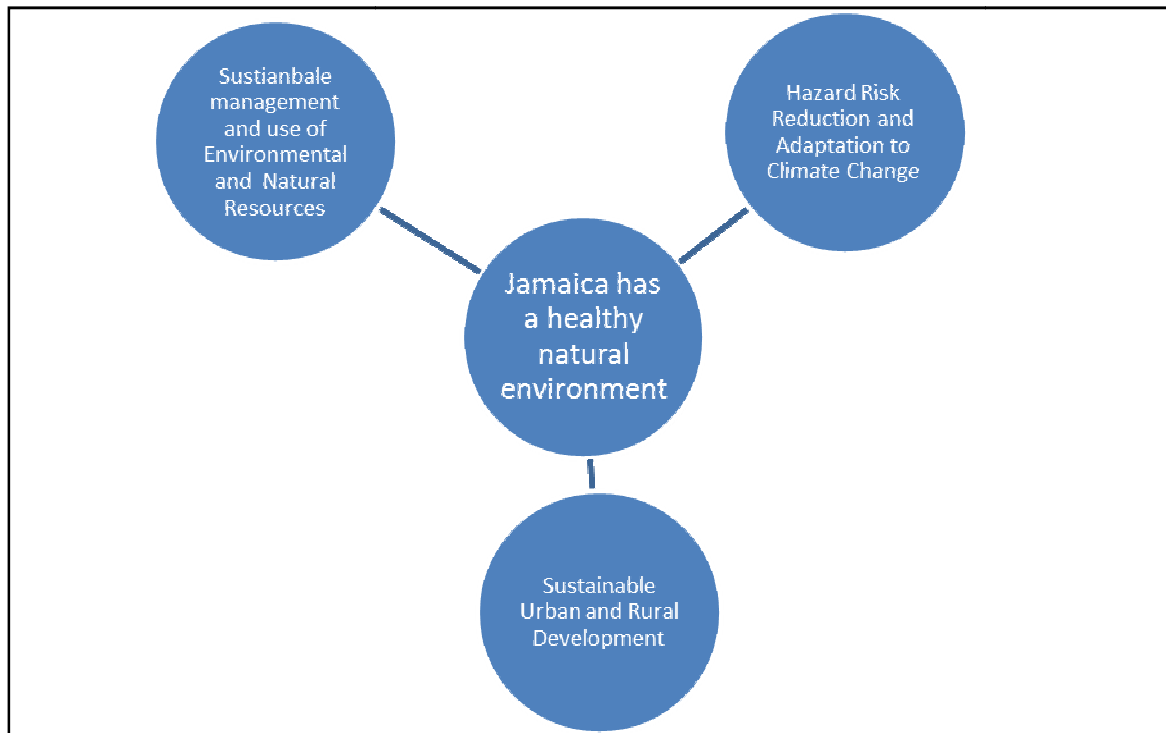 Sustianbale
management
and use of
Environmental
and Natural
Resources
Hazard Risk
Reduction and
Adaptation to
Climate Change
Jamaica has
a healthy
natural
environment
Sustainable
Urban and Rural
Development